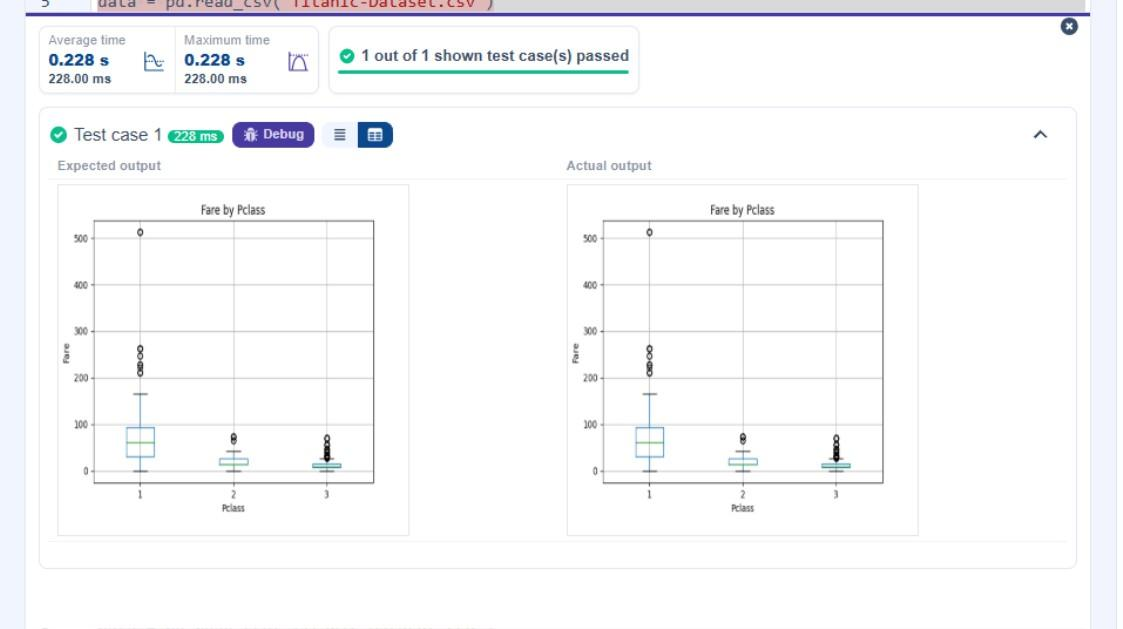 5 data = pd.read_csv("Titanic-Dataset.csv")
Average time
0.228 s
228.00 ms
Maximum time
0.228 s
228.00 ms
1 out of 1 shown test case(s) passed
Test case 1 228 ms Debug
Expected output
Fare by Pclass
500
400
300
200
100
0
Fare
1 2 3
Pclass
Actual output
Fare by Pclass
500
400
300
200
100
0
Fare
1 2 3
Pclass